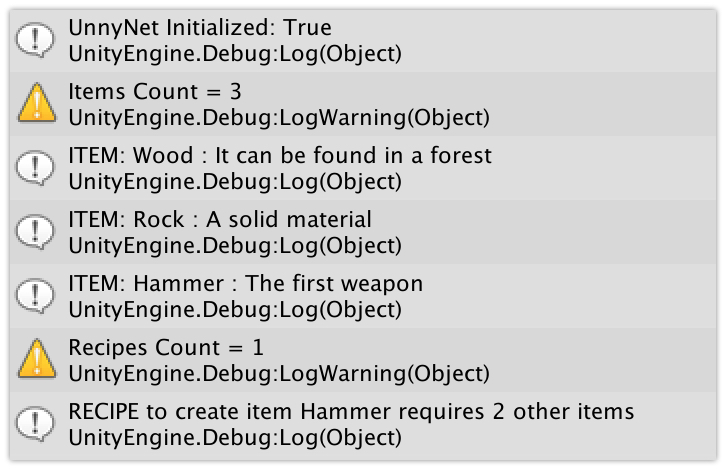 UnnyNet Initialized: True
UnityEngine.Debug:Log(Object)
Items Count = 3
UnityEngine.Debug:LogWarning(Object)
ITEM: Wood : It can be found in a forest
UnityEngine.Debug:Log(Object)
ITEM: Rock : A solid material
UnityEngine.Debug:Log(Object)
ITEM: Hammer : The first weapon
UnityEngine.Debug:Log(Object)
Recipes Count = 1
UnityEngine.Debug:LogWarning(Object)
RECIPE to create item Hammer requires 2 other items
UnityEngine.Debug:Log(Object)